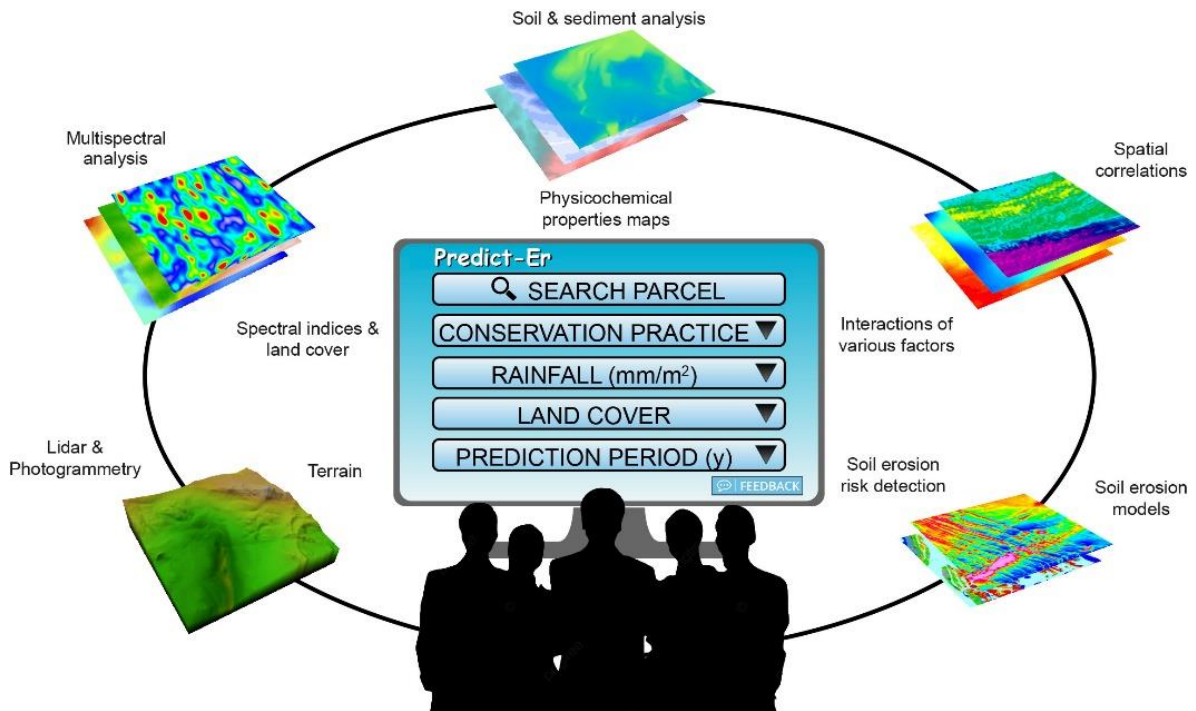 Soil & sediment analysis
Multispectral
analysis
Spatial
correlations
Physicochemical
properties maps
Predict-Er
SEARCH PARCEL
CONSERVATION PRACTICE
RAINFALL (mm/m²)
LAND COVER
PREDICTION PERIOD (y)
FEEDBACK
Spectral indices &
land cover
Interactions of
various factors
Lidar &
Photogrammetry
Terrain
Soil erosion
risk detection
Soil erosion
models